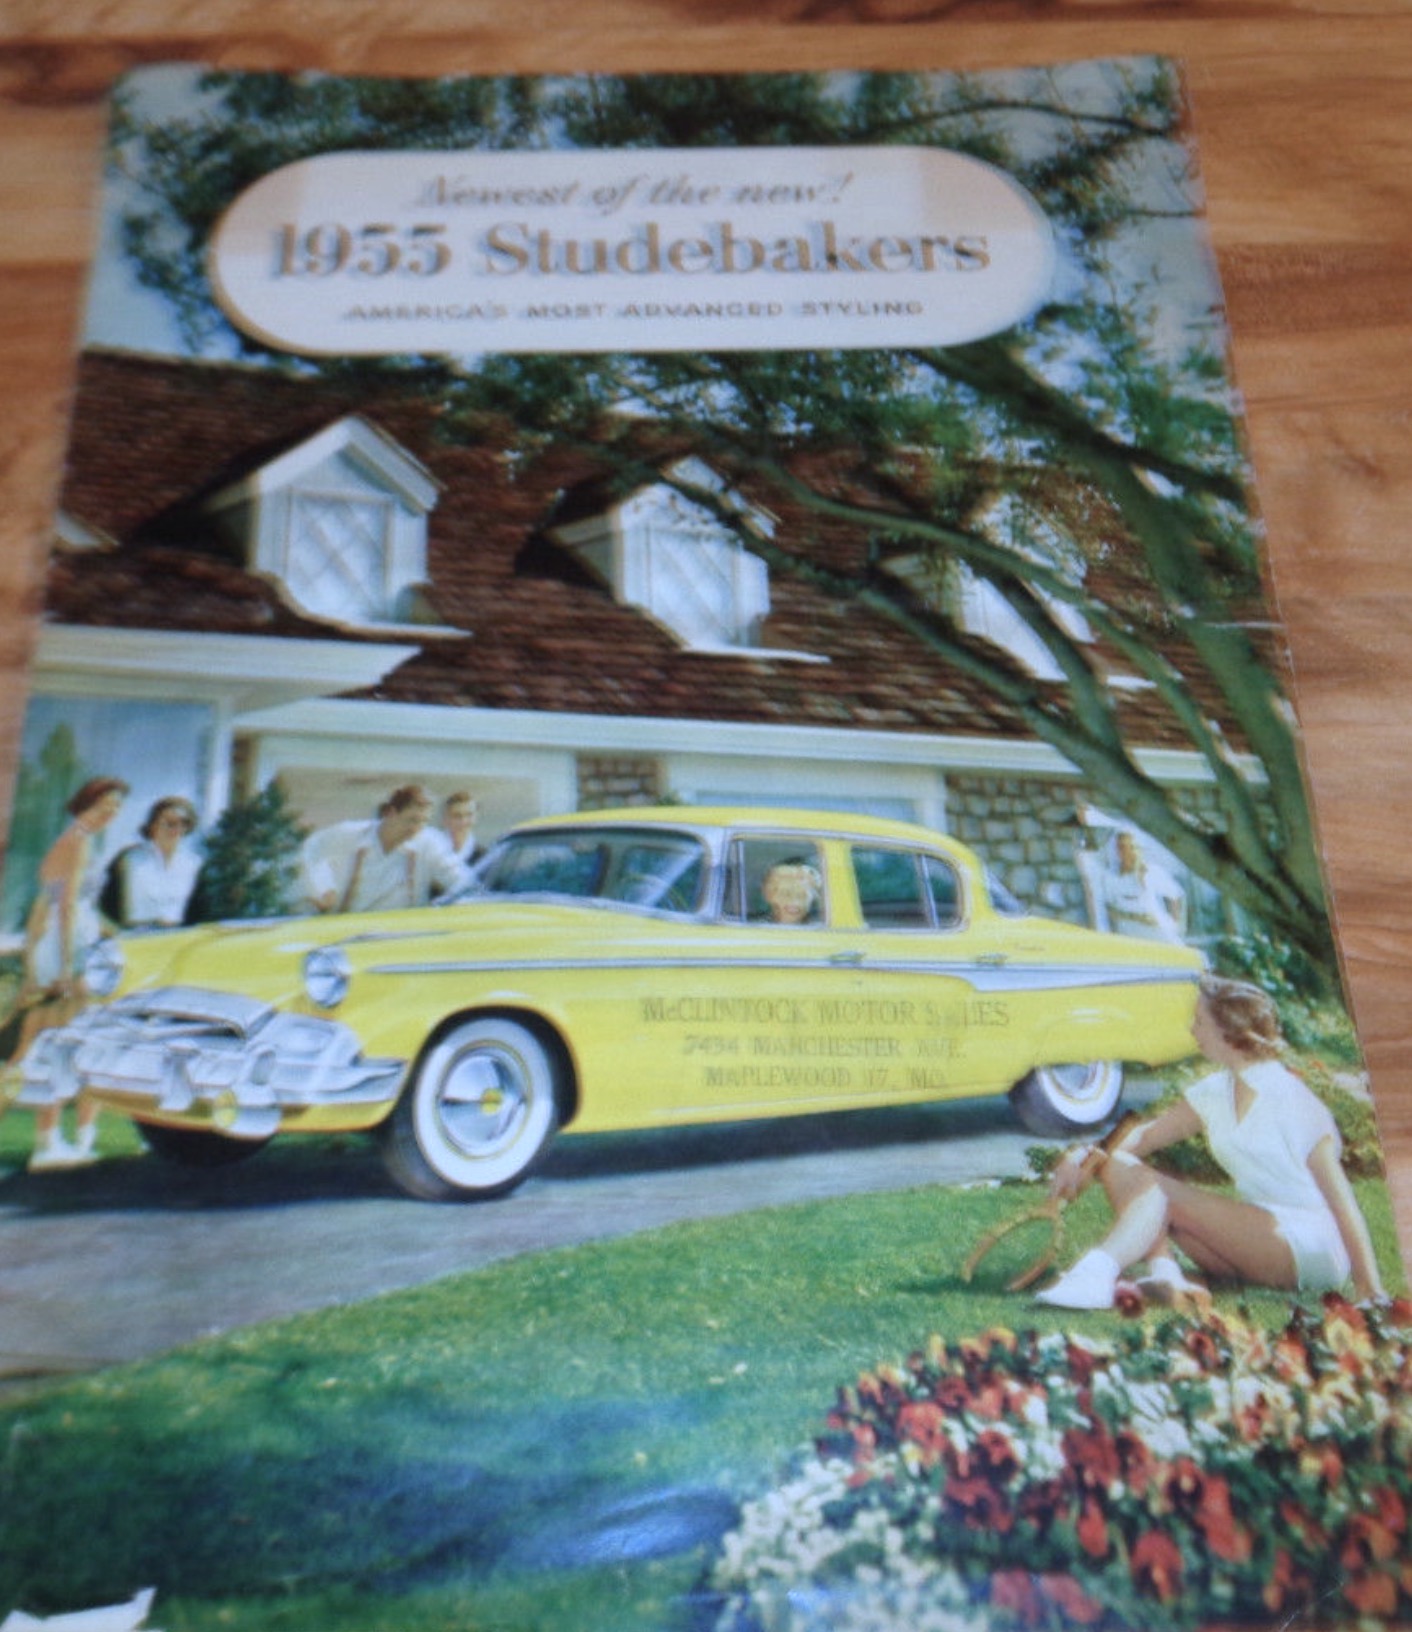 Newest of the new!
1955 Studebakers
AMERICA'S MOST ADVANCED STYLING
McCLINTOCK MOTOR SALES
7434 MANCHESTER AVE.
MAPLEWOOD 17, MO.